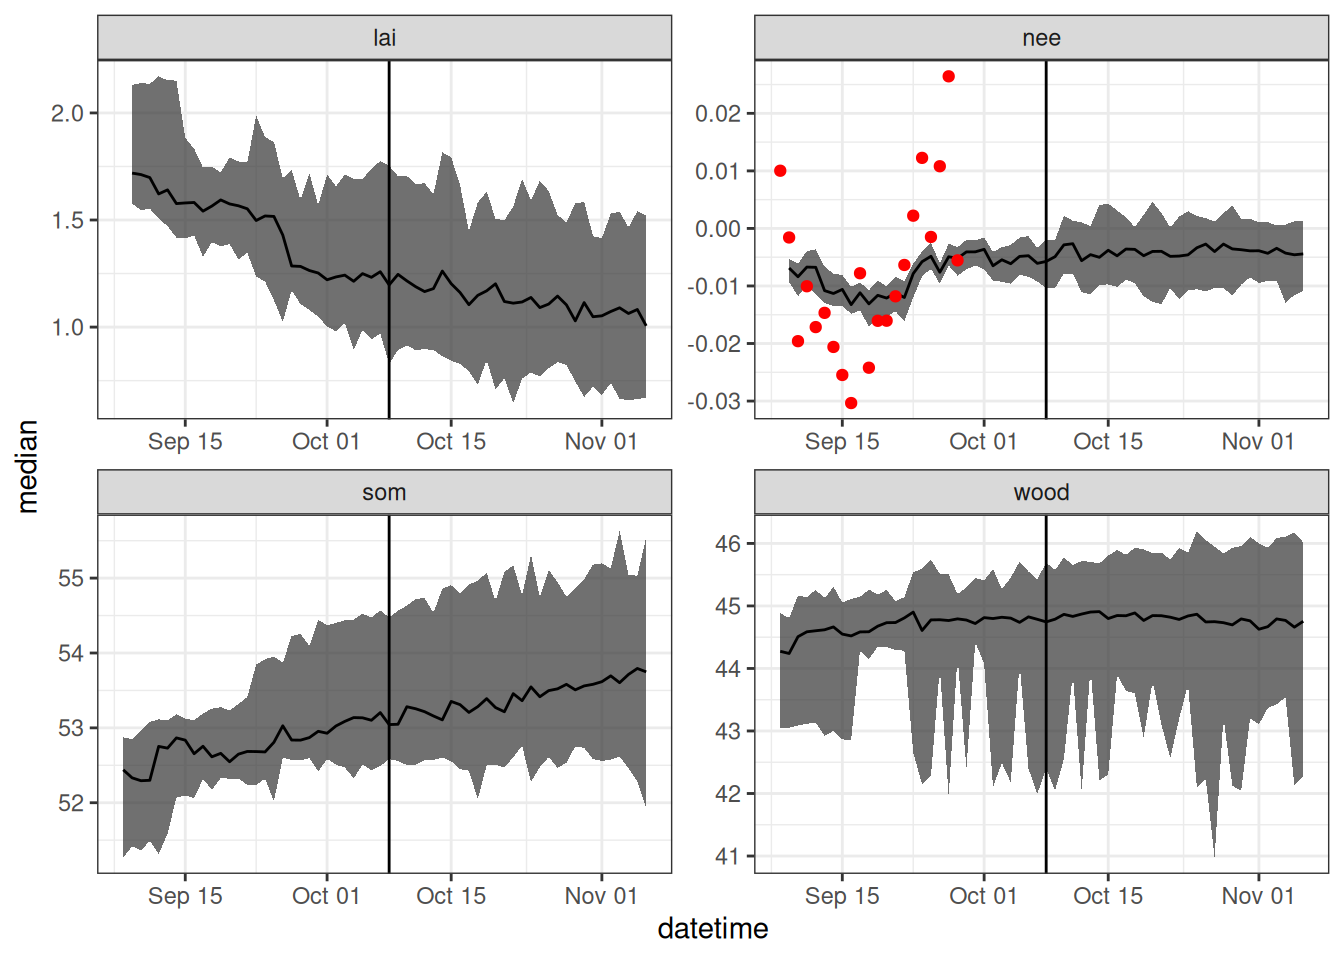 lai
nee
2.0
1.5
1.0
0.02
0.01
0.00
-0.01
-0.02
-0.03
Sep 15 Oct 01 Oct 15 Nov 01
Sep 15 Oct 01 Oct 15 Nov 01
median
som
wood
55
54
53
52
46
45
44
43
42
41
Sep 15 Oct 01 Oct 15 Nov 01
Sep 15 Oct 01 Oct 15 Nov 01
datetime